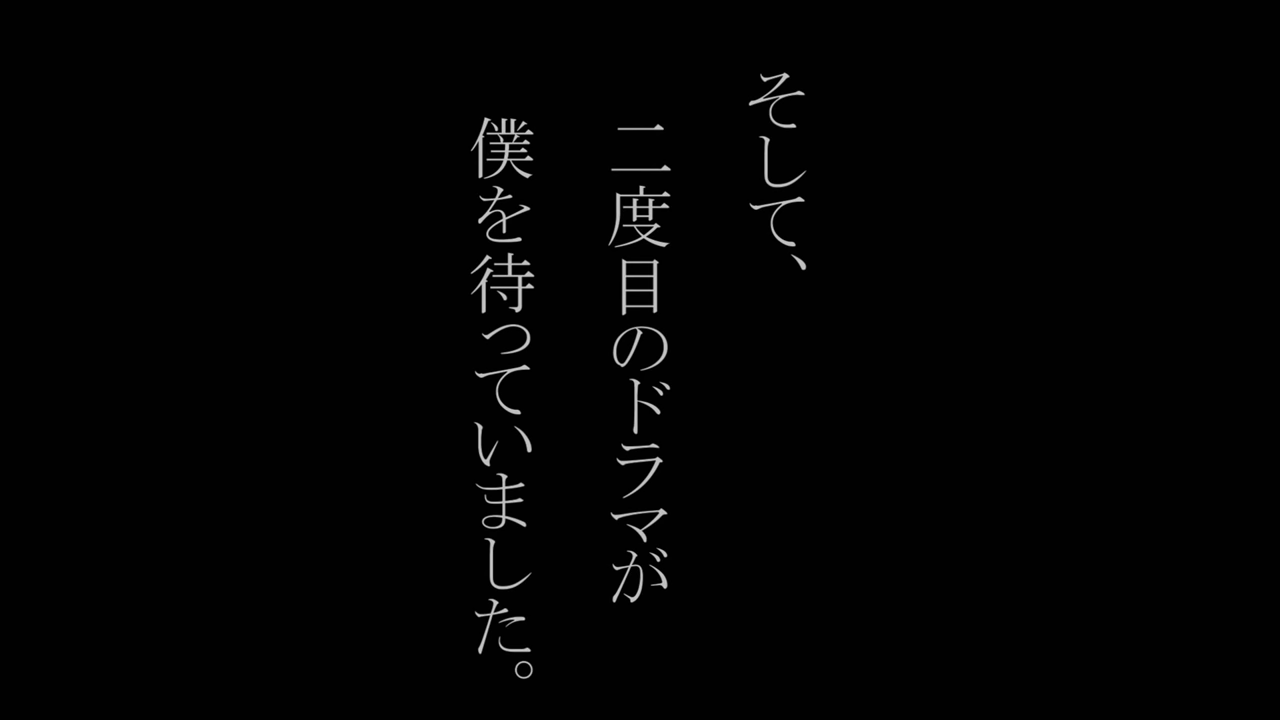 そして、
二度目のドラマが
僕を待っていました。